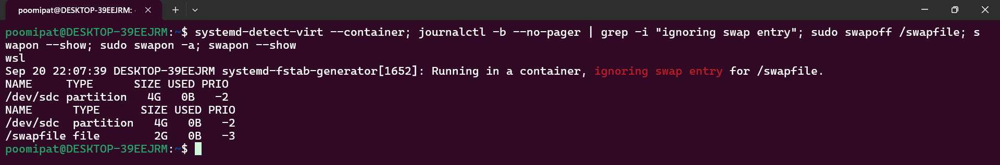 poomipat@DESKTOP-39EEJRM: ~
poomipat@DESKTOP-39EEJRM:~$ systemd-detect-virt --container; journalctl -b --no-pager | grep -i "ignoring swap entry"; sudo swapoff /swapfile; s
wapon --show; sudo swapon -a; swapon --show
wsl
Sep 20 22:07:39 DESKTOP-39EEJRM systemd-fstab-generator[1652]: Running in a container, ignoring swap entry for /swapfile.
NAME     TYPE      SIZE USED PRIO
/dev/sdc partition   4G   0B   -2
NAME      TYPE      SIZE USED PRIO
/dev/sdc  partition   4G   0B   -2
/swapfile file        2G   0B   -3
poomipat@DESKTOP-39EEJRM:~$